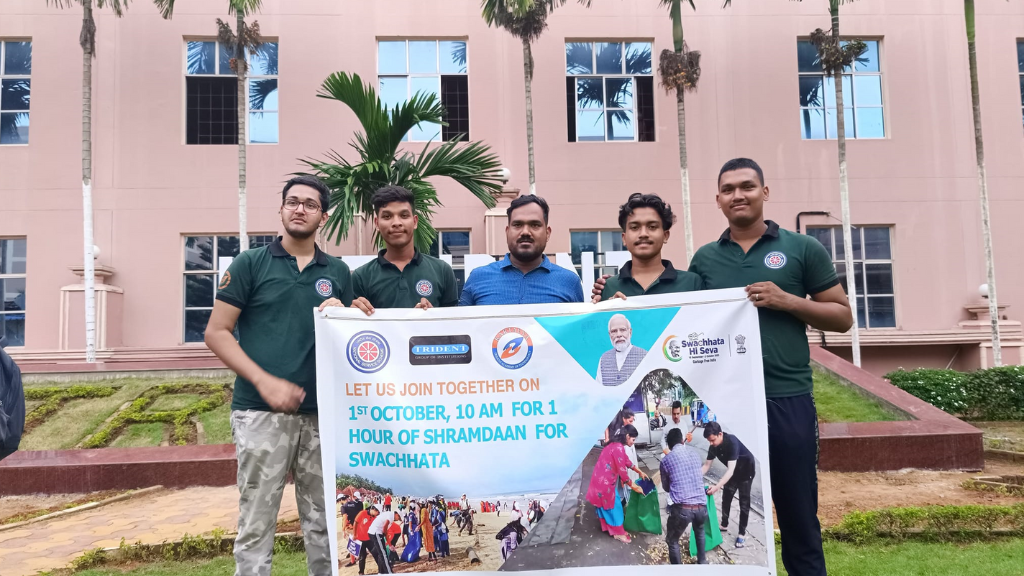 TRIDENT
Swachhata
Hi Seva
LET US JOIN TOGETHER ON
1ST OCTOBER, 10 AM FOR 1
HOUR OF SHRAMDAAN FOR
SWACHHATA